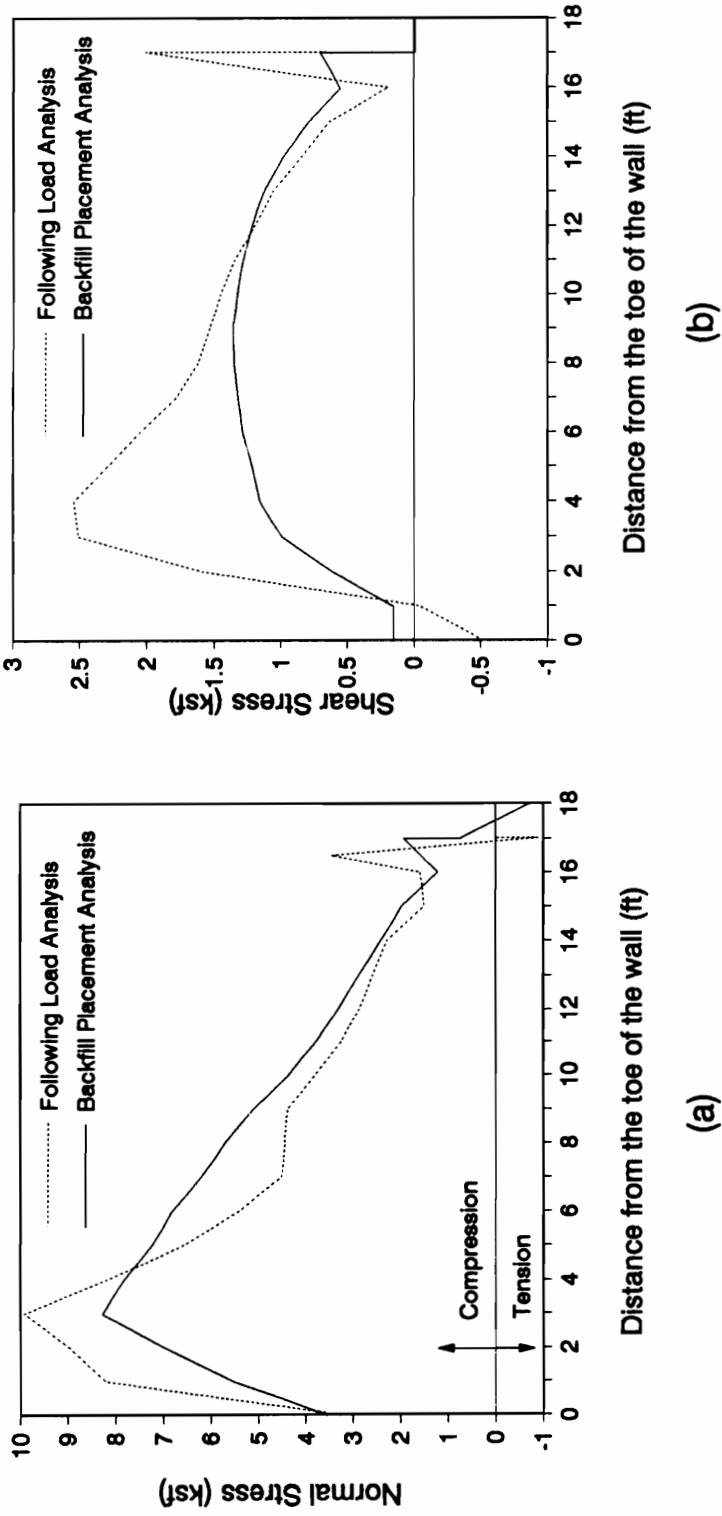 10
9
8
7
6
5
4
3
2
1
0
-1
Normal Stress (ksf)
Following Load Analysis
Backfill Placement Analysis
Compression
Tension
0 2 4 6 8 10 12 14 16 18
Distance from the toe of the wall (ft)
(a)
3
2.5
2
1.5
1
0.5
0
-0.5
-1
Shear Stress (ksf)
Following Load Analysis
Backfill Placement Analysis
0 2 4 6 8 10 12 14 16 18
Distance from the toe of the wall (ft)
(b)